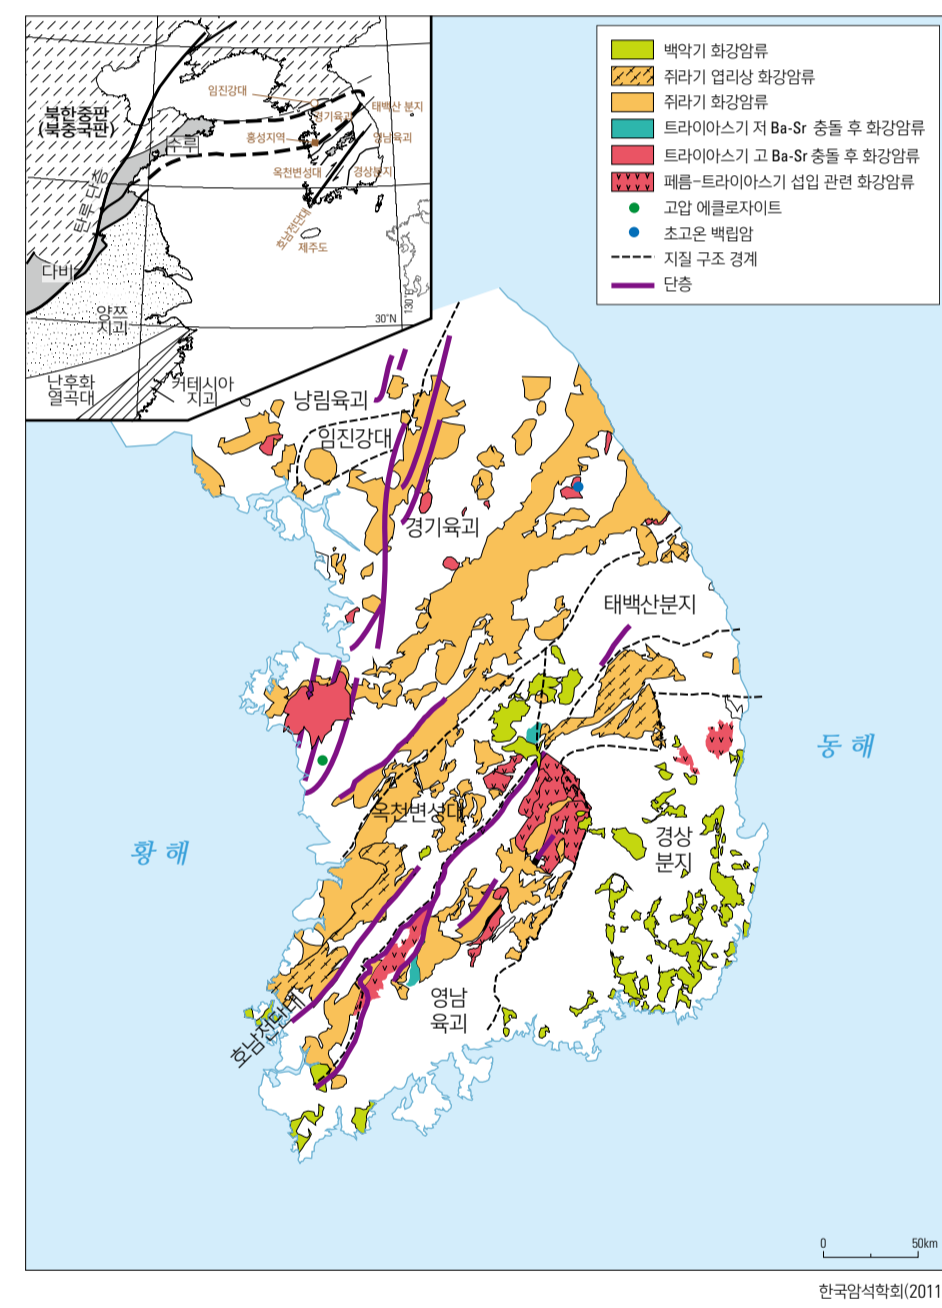 임진강대
경기육괴
태백산 분지
북한중판
(북중국판)
홍성지역
영남육괴
수루
옥천변성대
경상분지
탄루 단층
호남전단대
제주도
다비
130°E
양쯔
지괴
30°N
난후화
열곡대
커테시아
지괴
백악기 화강암류
쥐라기 엽리상 화강암류
쥐라기 화강암류
트라이아스기 저 Ba-Sr 충돌 후 화강암류
트라이아스기 고 Ba-Sr 충돌 후 화강암류
페름-트라이아스기 섭입 관련 화강암류
고압 에클로자이트
초고온 백립암
지질 구조 경계
단층
낭림육괴
임진강대
경기육괴
태백산분지
동해
옥천변성대
황해
경상
분지
영남
육괴
호남전단대
0 50km
한국암석학회(2011